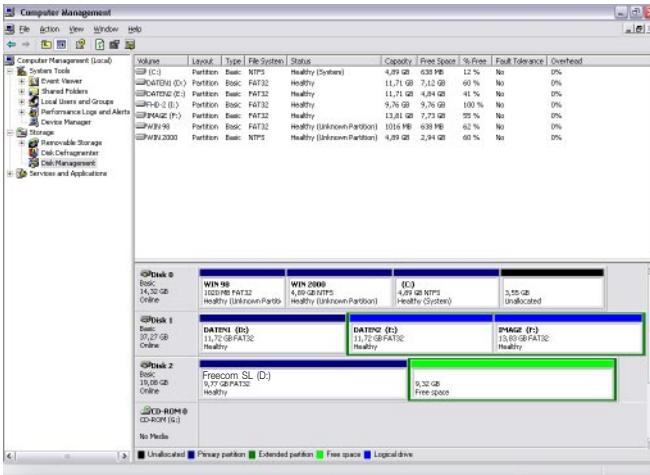 Computer Management
File Action View Window Help
Computer Management (Local)
System Tools
Event Viewer
Shared Folders
Local Users and Groups
Performance Logs and Alerts
Device Manager
Storage
Removable Storage
Disk Defragmenter
Disk Management
Services and Applications
Volume Layout Type File System Status Capacity Free Space % Free Fault Tolerance Overhead
(C:) Partition Basic NTFS Healthy (System) 4,89 GB 638 MB 12 % No 0%
DATEN1 (D:) Partition Basic FAT32 Healthy 11,71 GB 7,12 GB 60 % No 0%
DATEN2 (E:) Partition Basic FAT32 Healthy 11,71 GB 4,84 GB 41 % No 0%
FHD-2 (I:) Partition Basic FAT32 Healthy 9,76 GB 9,76 GB 100 % No 0%
IMAGE (F:) Partition Basic FAT32 Healthy 13,81 GB 7,73 GB 55 % No 0%
WIN 98 Partition Basic FAT32 Healthy (Unknown Partition) 1016 MB 638 MB 62 % No 0%
WIN 2000 Partition Basic NTFS Healthy (Unknown Partition) 4,89 GB 2,94 GB 60 % No 0%
Disk 0
Basic
14,32 GB
Online
WIN 98
1020 MB FAT32
Healthy (Unknown Partitio
WIN 2000
4,89 GB NTFS
Healthy (Unknown Partition)
(C:)
4,89 GB NTFS
Healthy (System)
3,55 GB
Unallocated
Disk 1
Basic
37,27 GB
Online
DATEN1 (D:)
11,72 GB FAT32
Healthy
DATEN2 (E:)
11,72 GB FAT32
Healthy
IMAGE (F:)
13,83 GB FAT32
Healthy
Disk 2
Basic
19,08 GB
Online
Freecom SL (D:)
9,77 GB FAT32
Healthy
9,32 GB
Free space
CD-ROM 0
CD-ROM (G:)
No Media
Unallocated Primary partition Extended partition Free space Logical drive